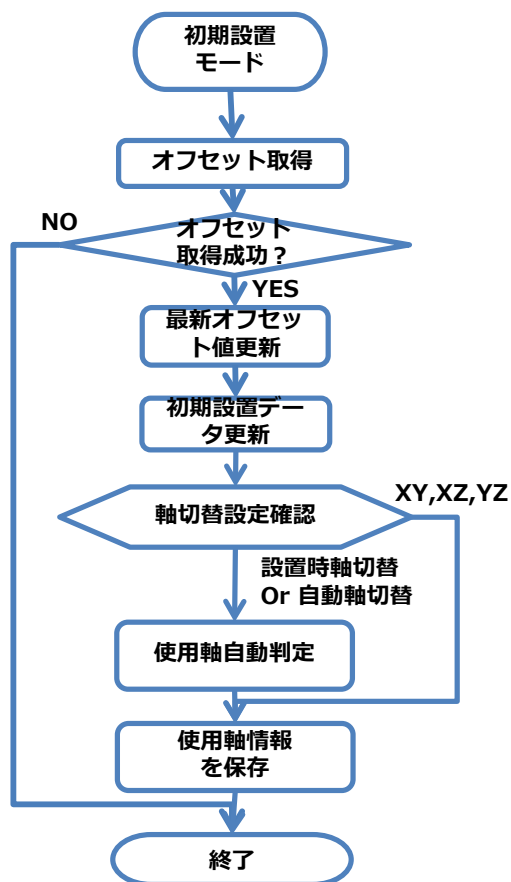 初期設置
モード
オフセット取得
NO
オフセット
取得成功？
YES
最新オフセッ
ト値更新
初期設置デー
タ更新
XY,XZ,YZ
軸切替設定確認
設置時軸切替
Or 自動軸切替
使用軸自動判定
使用軸情報
を保存
終了